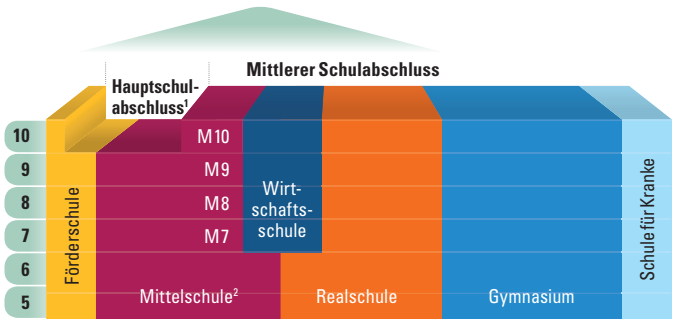 Mittlerer Schulabschluss
Hauptschul-
abschluss¹
10
M10
9
M9
8
M8
7
M7
6
5
Förderschule
Wirt-
schafts-
schule
Mittelschule²
Realschule
Gymnasium
Schule für Kranke